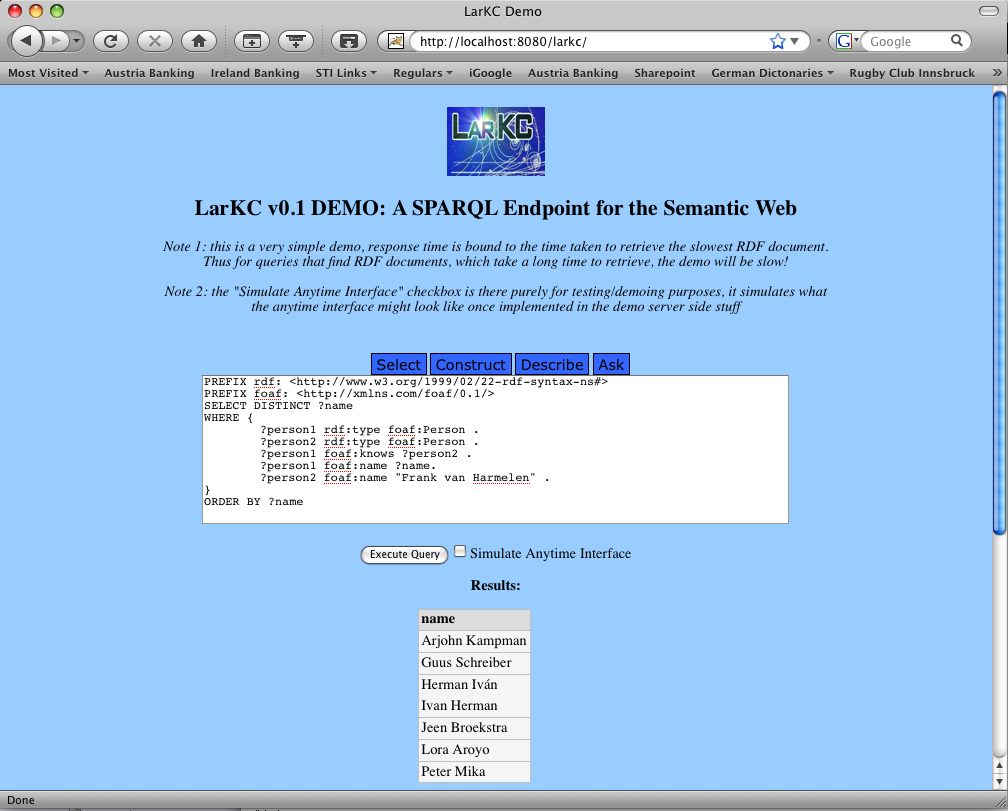 LarKC Demo
http://localhost:8080/larkc/
G Google
Most Visited Austria Banking Ireland Banking STI Links Regulars iGoogle Austria Banking Sharepoint German Dictonaries Rugby Club Innsbruck »
LARKC
LarKC v0.1 DEMO: A SPARQL Endpoint for the Semantic Web
Note 1: this is a very simple demo, response time is bound to the time taken to retrieve the slowest RDF document.
Thus for queries that find RDF documents, which take a long time to retrieve, the demo will be slow!
Note 2: the "Simulate Anytime Interface" checkbox is there purely for testing/demoing purposes, it simulates what
the anytime interface might look like once implemented in the demo server side stuff
Select Construct Describe Ask
PREFIX rdf: <http://www.w3.org/1999/02/22-rdf-syntax-ns#>
PREFIX foaf: <http://xmlns.com/foaf/0.1/>
SELECT DISTINCT ?name
WHERE {
?person1 rdf:type foaf:Person .
?person2 rdf:type foaf:Person .
?person1 foaf:knows ?person2 .
?person1 foaf:name ?name.
?person2 foaf:name "Frank van Harmelen" .
}
ORDER BY ?name
Execute Query Simulate Anytime Interface
Results:
name
Arjohn Kampman
Guus Schreiber
Herman Iván
Ivan Herman
Jeen Broekstra
Lora Aroyo
Peter Mika
Done